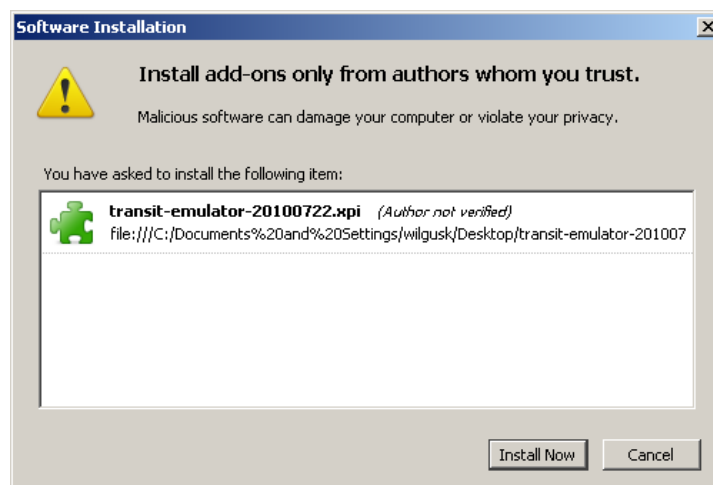 Software Installation
Install add-ons only from authors whom you trust.
Malicious software can damage your computer or violate your privacy.
You have asked to install the following item:
transit-emulator-20100722.xpi (Author not verified)
file:///C:/Documents%20and%20Settings/wilgusk/Desktop/transit-emulator-201007
Install Now Cancel